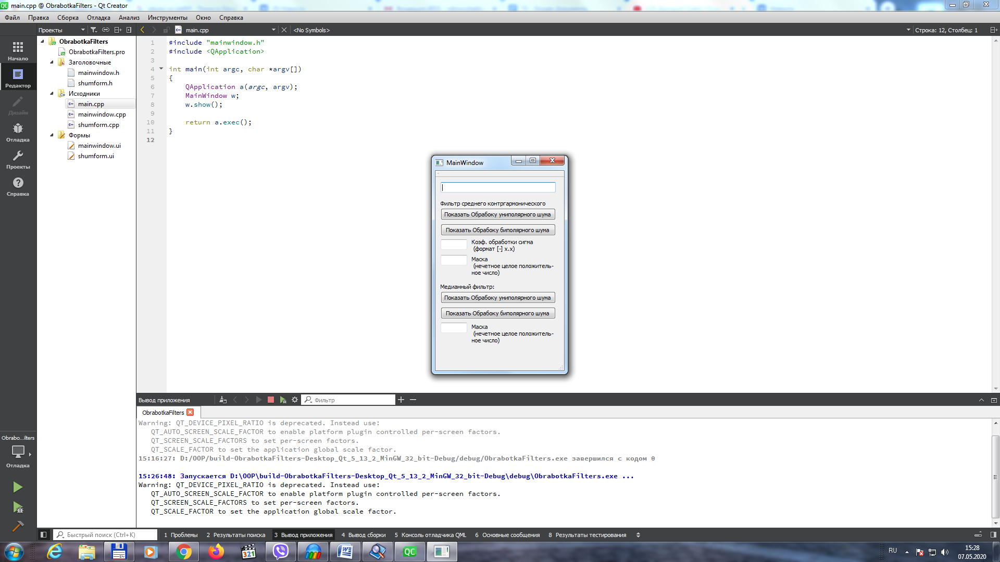 main.cpp @ ObrabotkaFilters - Qt Creator
Файл Правка Сборка Отладка Анализ Инструменты Окно Справка
Проекты main.cpp <No Symbols> Строка: 12, Столбец: 1
Начало
Редактор
Дизайн
Отладка
Проекты
Справка
ObrabotkaFilters
ObrabotkaFilters.pro
Заголовочные
mainwindow.h
shumform.h
Исходники
main.cpp
mainwindow.cpp
shumform.cpp
Формы
mainwindow.ui
shumform.ui
1 #include "mainwindow.h"
2 #include <QApplication>
3
4 int main(int argc, char *argv[])
5 {
6 QApplication a(argc, argv);
7 MainWindow w;
8 w.show();
9
10 return a.exec();
11 }
12
MainWindow
Фильтр среднего контргармонического
Показать Обрабоку униполярного шума
Показать Обрабоку биполярного шума
Коэф. обработки сигма
(формат [-] x.x)
Маска
(нечетное целое положитель-
ное число)
Медианный фильтр:
Показать Обрабоку униполярного шума
Показать Обрабоку биполярного шума
Маска
(нечетное целое положитель-
ное число)
Вывод приложения Фильтр
ObrabotkaFilters
Warning: QT_DEVICE_PIXEL_RATIO is deprecated. Instead use:
QT_AUTO_SCREEN_SCALE_FACTOR to enable platform plugin controlled per-screen factors.
QT_SCREEN_SCALE_FACTORS to set per-screen factors.
QT_SCALE_FACTOR to set the application global scale factor.
15:16:27: D:/OOP/build-ObrabotkaFilters-Desktop_Qt_5_13_2_MinGW_32_bit-Debug/debug/ObrabotkaFilters.exe завершился с кодом 0
15:26:48: Запускается D:\OOP\build-ObrabotkaFilters-Desktop_Qt_5_13_2_MinGW_32_bit-Debug\debug\ObrabotkaFilters.exe ...
Warning: QT_DEVICE_PIXEL_RATIO is deprecated. Instead use:
QT_AUTO_SCREEN_SCALE_FACTOR to enable platform plugin controlled per-screen factors.
QT_SCREEN_SCALE_FACTORS to set per-screen factors.
QT_SCALE_FACTOR to set the application global scale factor.
Obrabo...ilters
Отладка
Быстрый поиск (Ctrl+K) 1 Проблемы 2 Результаты поиска 3 Вывод приложения 4 Вывод сборки 5 Консоль отладчика QML 6 Основные сообщения 8 Результаты тестирования
64
321
QC
RU
15:28
07.05.2020